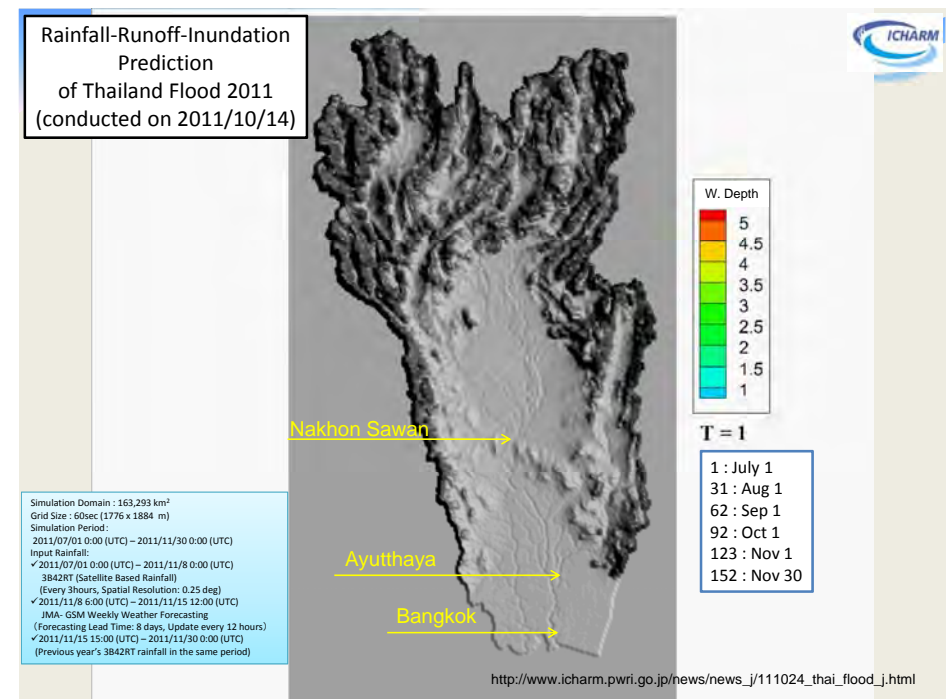 Rainfall-Runoff-Inundation
Prediction
of Thailand Flood 2011
(conducted on 2011/10/14)
ICHARM
W. Depth
5
4.5
4
3.5
3
2.5
2
1.5
1
T = 1
1 : July 1
31 : Aug 1
62 : Sep 1
92 : Oct 1
123 : Nov 1
152 : Nov 30
Nakhon Sawan
Ayutthaya
Bangkok
Simulation Domain : 163,293 km²
Grid Size : 60sec (1776 x 1884 m)
Simulation Period :
2011/07/01 0:00 (UTC) – 2011/11/30 0:00 (UTC)
Input Rainfall:
✓2011/07/01 0:00 (UTC) – 2011/11/8 0:00 (UTC)
3B42RT (Satellite Based Rainfall)
(Every 3hours, Spatial Resolution: 0.25 deg)
✓2011/11/8 6:00 (UTC) – 2011/11/15 12:00 (UTC)
JMA- GSM Weekly Weather Forecasting
(Forecasting Lead Time: 8 days, Update every 12 hours)
✓2011/11/15 15:00 (UTC) – 2011/11/30 0:00 (UTC)
(Previous year's 3B42RT rainfall in the same period)
http://www.icharm.pwri.go.jp/news/news_j/111024_thai_flood_j.html